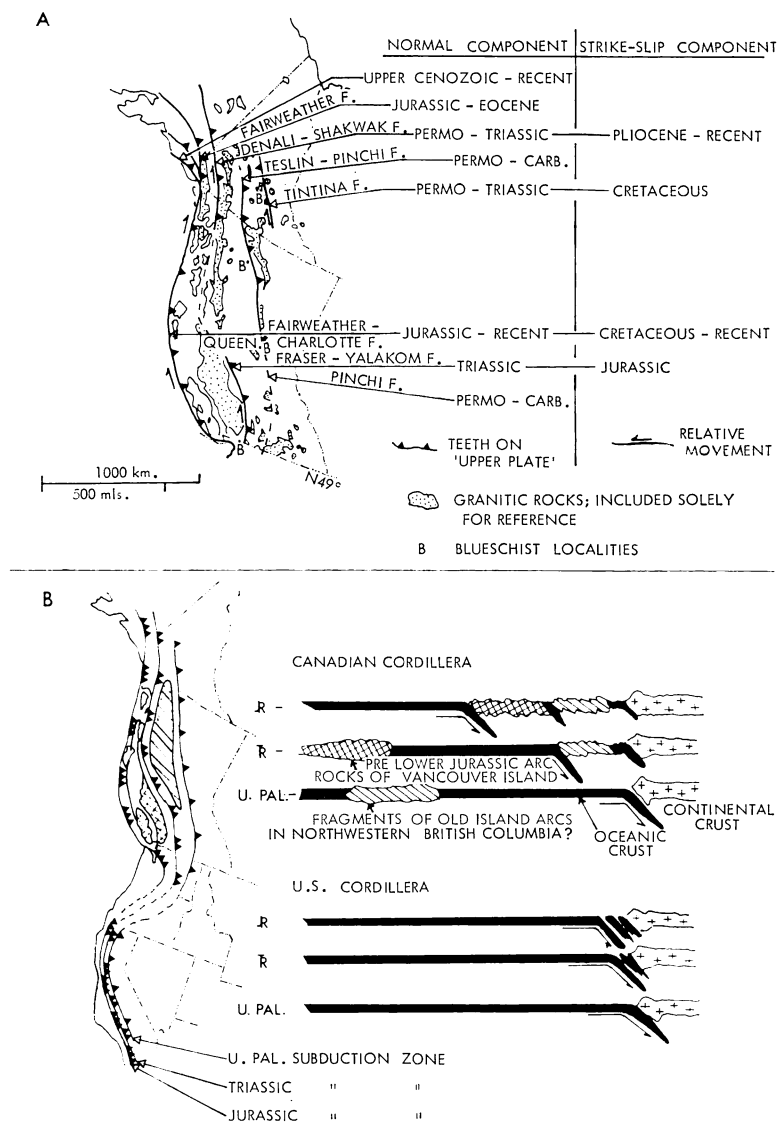 A
NORMAL COMPONENT STRIKE-SLIP COMPONENT
UPPER CENOZOIC - RECENT
FAIRWEATHER F. JURASSIC - EOCENE
DENALI - SHAKWAK F. PERMO - TRIASSIC PLIOCENE - RECENT
TESLIN - PINCHI F. PERMO - CARB.
B
TINTINA F. PERMO - TRIASSIC CRETACEOUS
B
FAIRWEATHER - JURASSIC - RECENT CRETACEOUS - RECENT
QUEEN. CHARLOTTE F.
B
FRASER - YALAKOM F. TRIASSIC JURASSIC
PINCHI F.
PERMO - CARB.
B
TEETH ON
'UPPER PLATE'
RELATIVE
MOVEMENT
1000 km.
500 mls.
N49°
GRANITIC ROCKS; INCLUDED SOLELY
FOR REFERENCE
B BLUESCHIST LOCALITIES
B
CANADIAN CORDILLERA
R -
R -
PRE LOWER JURASSIC ARC
ROCKS OF VANCOUVER ISLAND
U. PAL. -
CONTINENTAL
CRUST
FRAGMENTS OF OLD ISLAND ARCS
IN NORTHWESTERN BRITISH COLUMBIA?
OCEANIC
CRUST
U.S. CORDILLERA
R
R
U. PAL.
U. PAL. SUBDUCTION ZONE
TRIASSIC " "
JURASSIC " "